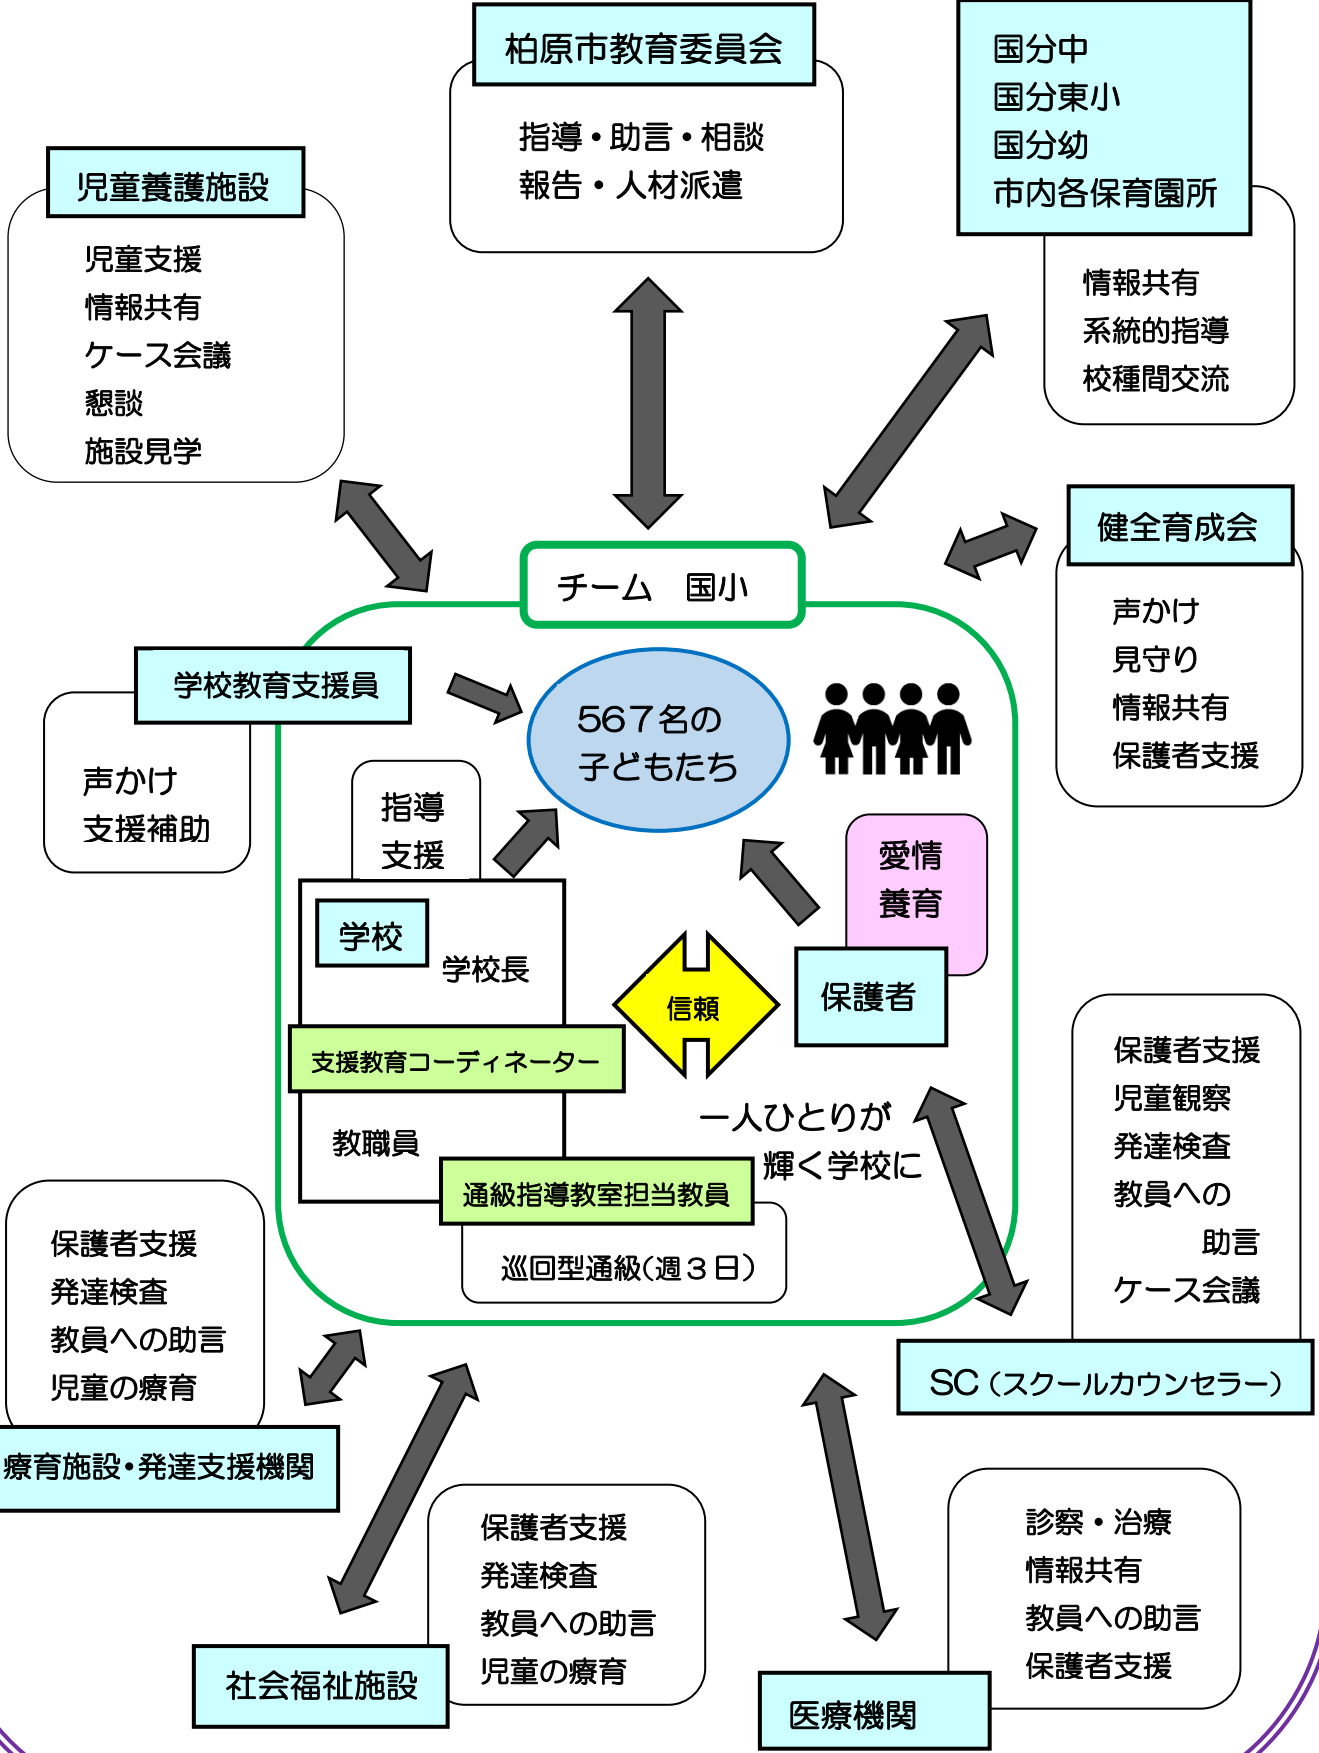 柏原市教育委員会
指導・助言・相談
報告・人材派遣
国分中
国分東小
国分幼
市内各保育園所
情報共有
系統的指導
校種間交流
児童養護施設
児童支援
情報共有
ケース会議
懇談
施設見学
健全育成会
声かけ
見守り
情報共有
保護者支援
チーム　国小
学校教育支援員
声かけ
支援補助
567名の
子どもたち
指導
支援
愛情
養育
学校
学校長
信頼
保護者
支援教育コーディネーター
教職員
一人ひとりが
輝く学校に
通級指導教室担当教員
巡回型通級(週３日)
保護者支援
児童観察
発達検査
教員への
助言
ケース会議
SC（スクールカウンセラー）
保護者支援
発達検査
教員への助言
児童の療育
療育施設・発達支援機関
保護者支援
発達検査
教員への助言
児童の療育
社会福祉施設
診察・治療
情報共有
教員への助言
保護者支援
医療機関